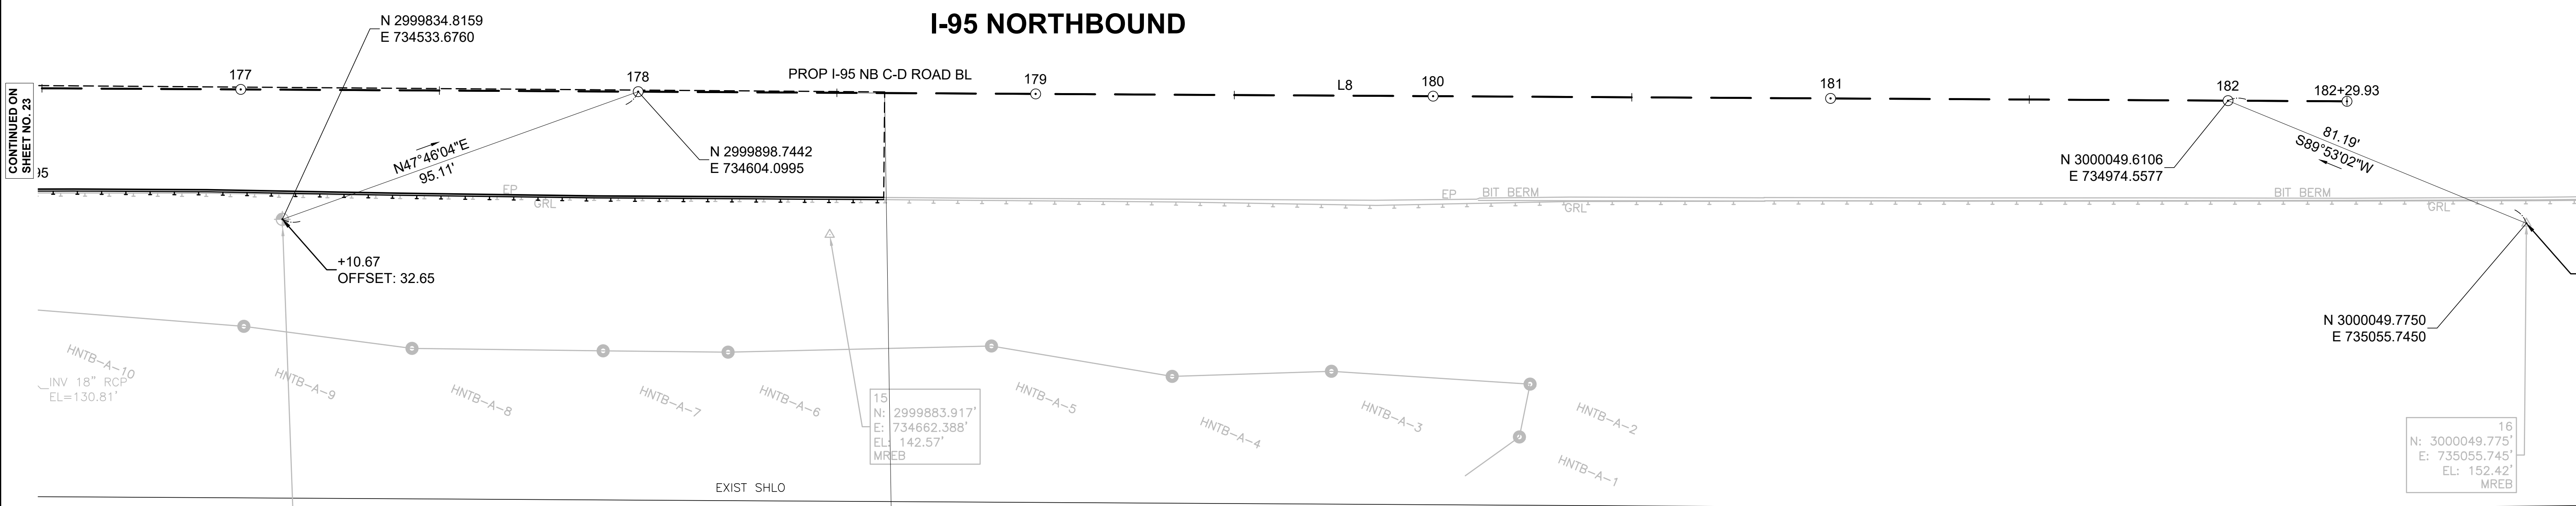 I-95 NORTHBOUND
N 2999834.8159
E 734533.6760
CONTINUED ON
SHEET NO. 23
95
177
178
PROP I-95 NB C-D ROAD BL
179
L8
180
181
182
182+29.93
N47°46'04"E
95.11'
N 2999898.7442
E 734604.0995
N 3000049.6106
E 734974.5577
81.19'
S89°53'02"W
EP
GRL
EP
BIT BERM
GRL
BIT BERM
GRL
+10.67
OFFSET: 32.65
N 3000049.7750
E 735055.7450
HNTB-A-10
INV 18" RCP
EL=130.81'
HNTB-A-9
HNTB-A-8
HNTB-A-7
HNTB-A-6
15
N: 2999883.917'
E: 734662.388'
EL: 142.57'
MREB
HNTB-A-5
HNTB-A-4
HNTB-A-3
HNTB-A-2
HNTB-A-1
16
N: 3000049.775'
E: 735055.745'
EL: 152.42'
MREB
EXIST SHLO